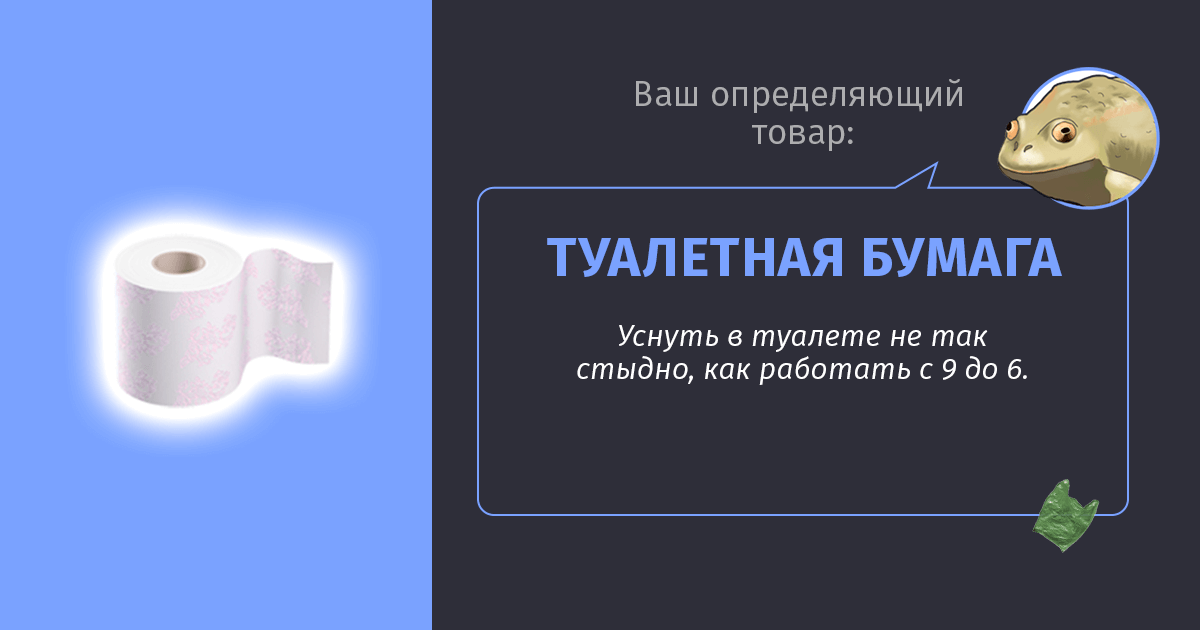 Ваш определяющий
товар:
ТУАЛЕТНАЯ БУМАГА
Уснуть в туалете не так
стыдно, как работать с 9 до 6.